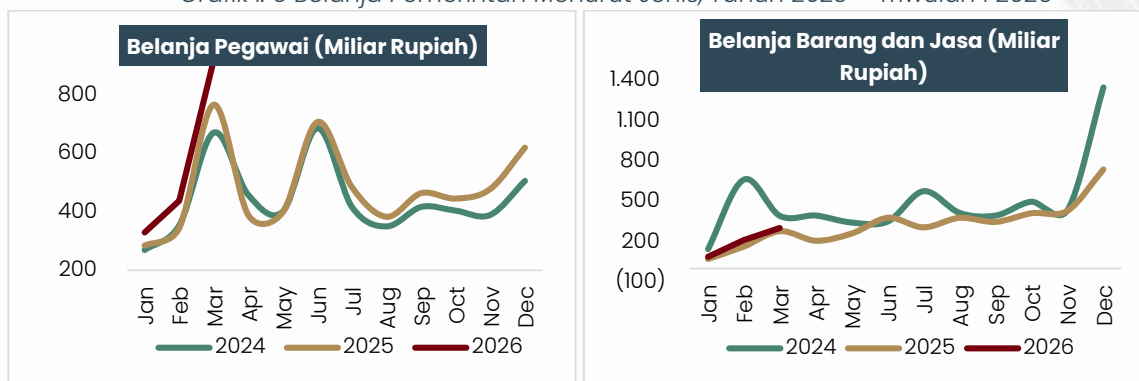 Belanja Pegawai (Miliar Rupiah)
800
600
400
200
Jan
Feb
Mar
Apr
May
Jun
Jul
Aug
Sep
Oct
Nov
Dec
2024 2025 2026
Belanja Barang dan Jasa (Miliar
Rupiah)
1.400
1.100
800
500
200
(100)
Jan
Feb
Mar
Apr
May
Jun
Jul
Aug
Sep
Oct
Nov
Dec
2024 2025 2026